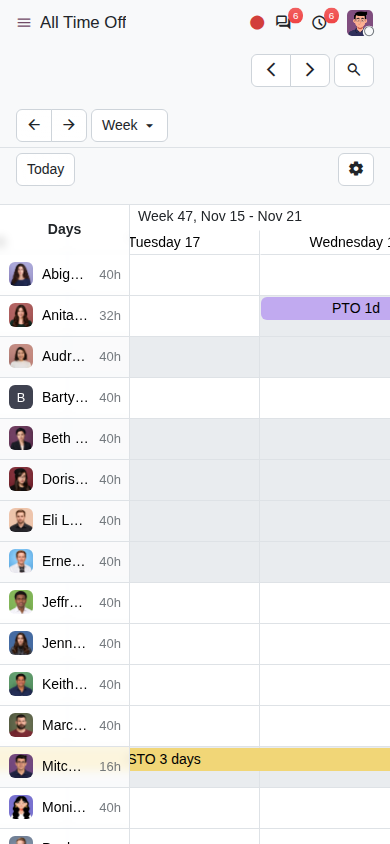 All Time Off
6
6
Week
Today
Week 47, Nov 15 - Nov 21
Days
Tuesday 17
Wednesday
Abig... 40h
Anita... 32h
PTO 1d
Audr... 40h
B Barty... 40h
Beth ... 40h
Doris... 40h
Eli L... 40h
Erne... 40h
Jeffr... 40h
Jenn... 40h
Keith... 40h
Marc... 40h
Mitc... 16h
STO 3 days
Moni... 40h